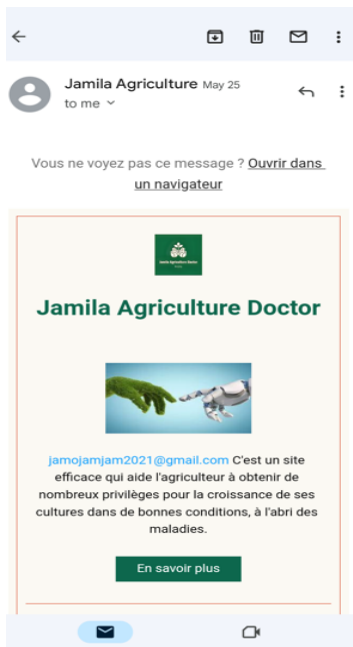 Jamila Agriculture May 25
to me
Vous ne voyez pas ce message ? Ouvrir dans
un navigateur
Jamila Agriculture Doctor
jamojamjam2021@gmail.com C'est un site
efficace qui aide l'agriculteur à obtenir de
nombreux privilèges pour la croissance de ses
cultures dans de bonnes conditions, à l'abri des
maladies.
En savoir plus